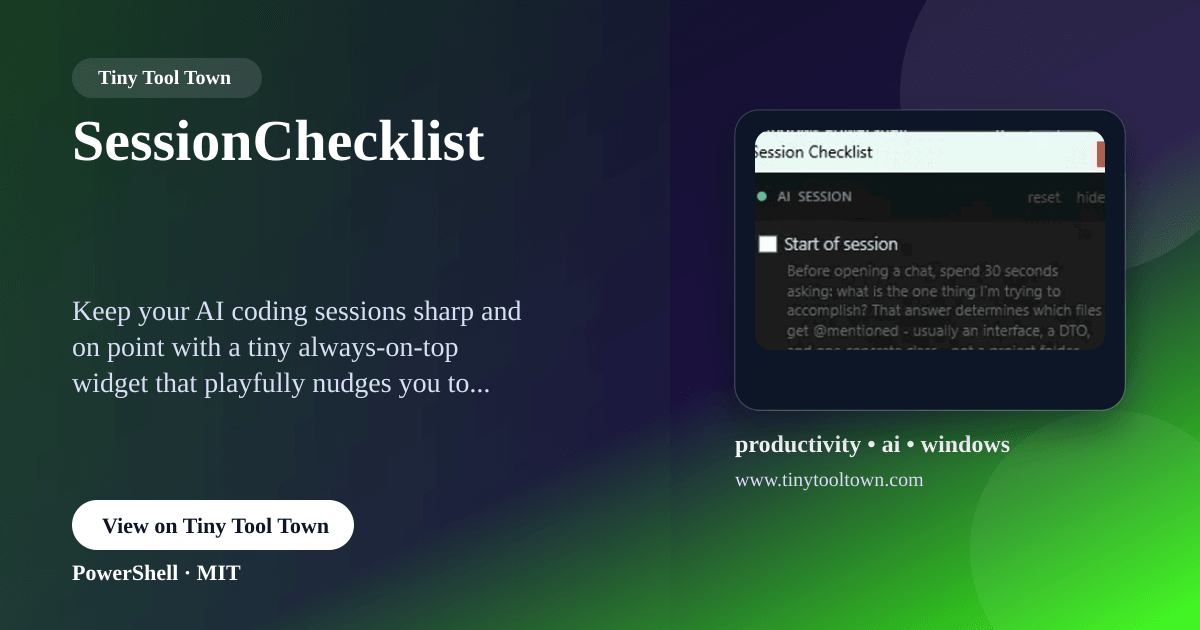 Tiny Tool Town
SessionChecklist
Keep your AI coding sessions sharp and
on point with a tiny always-on-top
widget that playfully nudges you to...
View on Tiny Tool Town
PowerShell · MIT
Session Checklist
AI SESSION
reset hide
Start of session
Before opening a chat, spend 30 seconds
asking: what is the one thing I'm trying to
accomplish? That answer determines which files
get @mentioned - usually an interface, a DTO,
productivity • ai • windows
www.tinytooltown.com